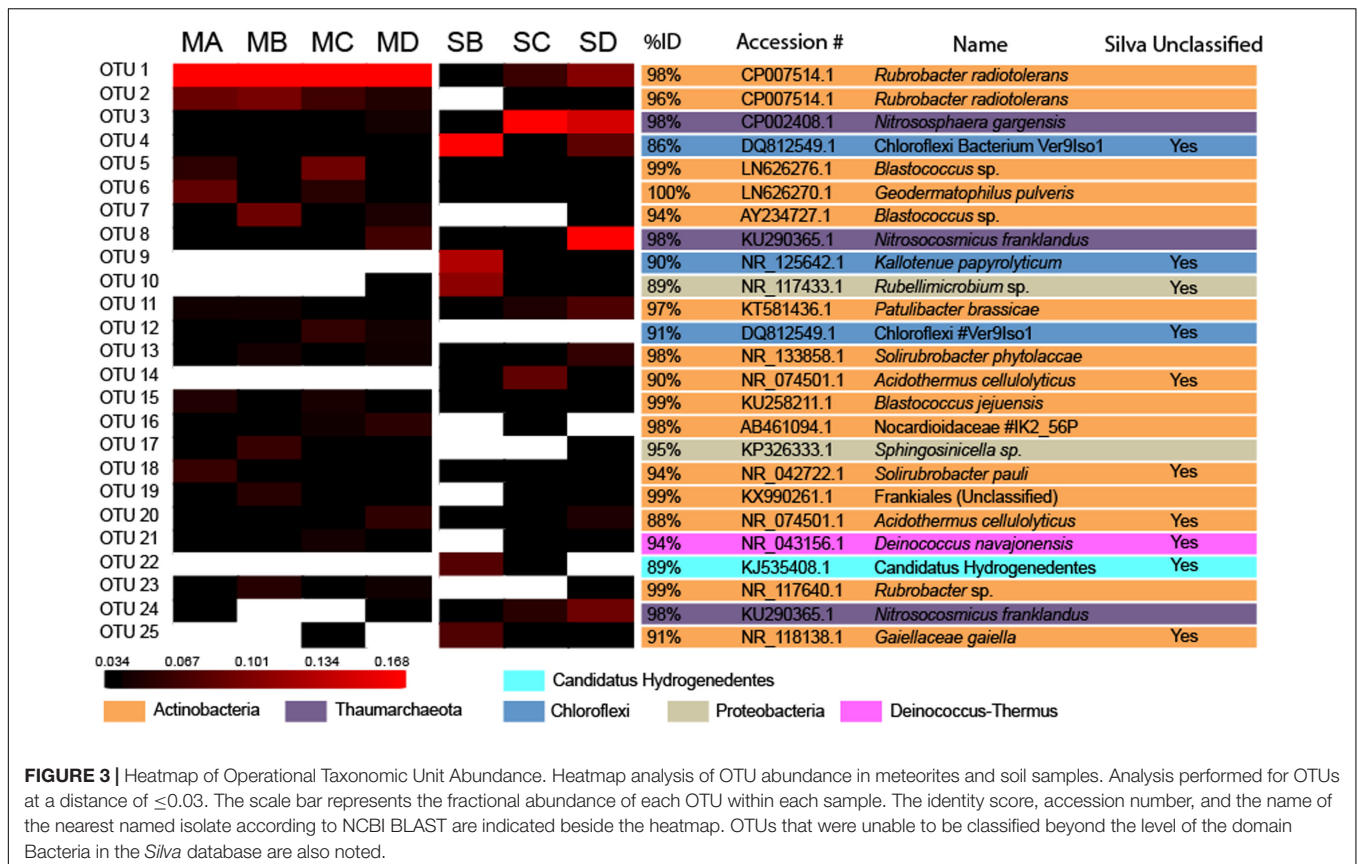 MA MB MC MD SB SC SD %ID Accession # Name Silva Unclassified
OTU 1 98% CP007514.1 Rubrobacter radiotolerans
OTU 2 96% CP007514.1 Rubrobacter radiotolerans
OTU 3 98% CP002408.1 Nitrososphaera gargensis
OTU 4 86% DQ812549.1 Chloroflexi Bacterium Ver9Iso1 Yes
OTU 5 99% LN626276.1 Blastococcus sp.
OTU 6 100% LN626270.1 Geodermatophilus pulveris
OTU 7 94% AY234727.1 Blastococcus sp.
OTU 8 98% KU290365.1 Nitrosocosmicus franklandus
OTU 9 90% NR_125642.1 Kallotenue papyrolyticum Yes
OTU 10 89% NR_117433.1 Rubellimicrobium sp. Yes
OTU 11 97% KT581436.1 Patulibacter brassicae
OTU 12 91% DQ812549.1 Chloroflexi #Ver9Iso1 Yes
OTU 13 98% NR_133858.1 Solirubrobacter phytolaccae
OTU 14 90% NR_074501.1 Acidothermus cellulolyticus Yes
OTU 15 99% KU258211.1 Blastococcus jejuensis
OTU 16 98% AB461094.1 Nocardioidaceae #IK2_56P
OTU 17 95% KP326333.1 Sphingosinicella sp.
OTU 18 94% NR_042722.1 Solirubrobacter pauli Yes
OTU 19 99% KX990261.1 Frankiales (Unclassified)
OTU 20 88% NR_074501.1 Acidothermus cellulolyticus Yes
OTU 21 94% NR_043156.1 Deinococcus navajonensis Yes
OTU 22 89% KJ535408.1 Candidatus Hydrogenedentes Yes
OTU 23 99% NR_117640.1 Rubrobacter sp.
OTU 24 98% KU290365.1 Nitrosocosmicus franklandus
OTU 25 91% NR_118138.1 Gaiellaceae gaiella Yes
0.034 0.067 0.101 0.134 0.168
Candidatus Hydrogenedentes
Actinobacteria Thaumarchaeota Chloroflexi Proteobacteria Deinococcus-Thermus
FIGURE 3 | Heatmap of Operational Taxonomic Unit Abundance. Heatmap analysis of OTU abundance in meteorites and soil samples. Analysis performed for OTUs
at a distance of ≤0.03. The scale bar represents the fractional abundance of each OTU within each sample. The identity score, accession number, and the name of
the nearest named isolate according to NCBI BLAST are indicated beside the heatmap. OTUs that were unable to be classified beyond the level of the domain
Bacteria in the Silva database are also noted.